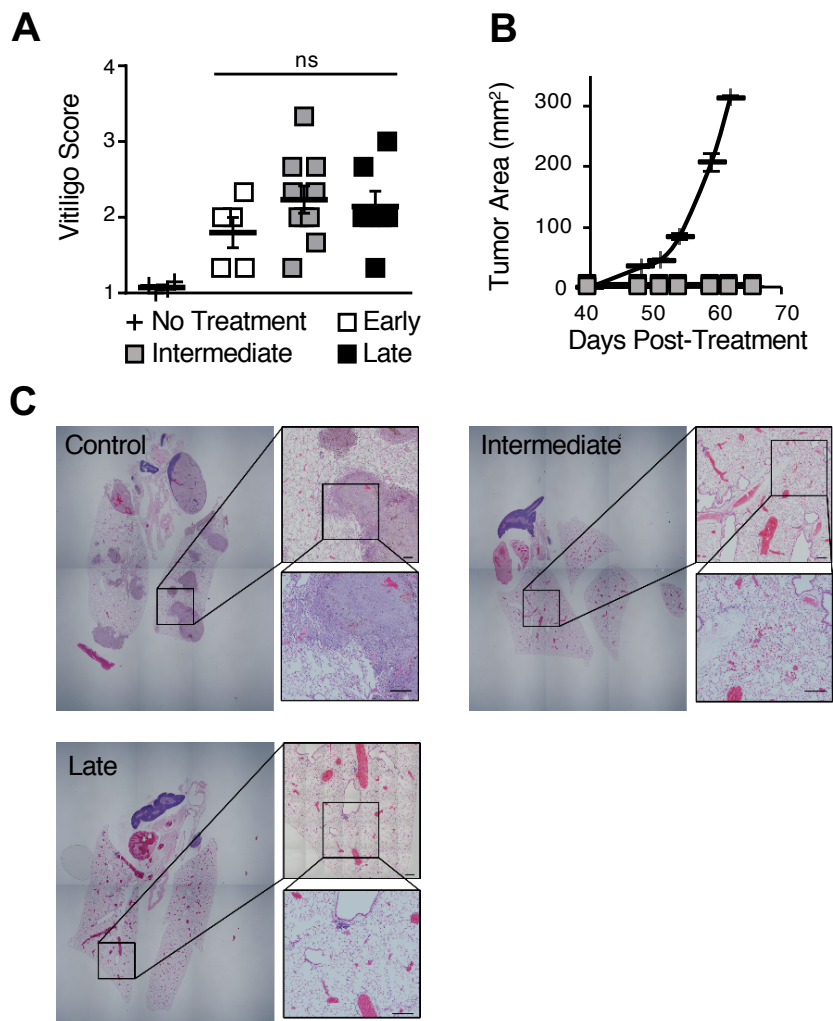 A
ns
4
3
2
1
Vitiligo Score
No Treatment
Early
Intermediate
Late
B
300
200
100
0
Tumor Area (mm²)
40 50 60 70
Days Post-Treatment
C
Control
Intermediate
Late